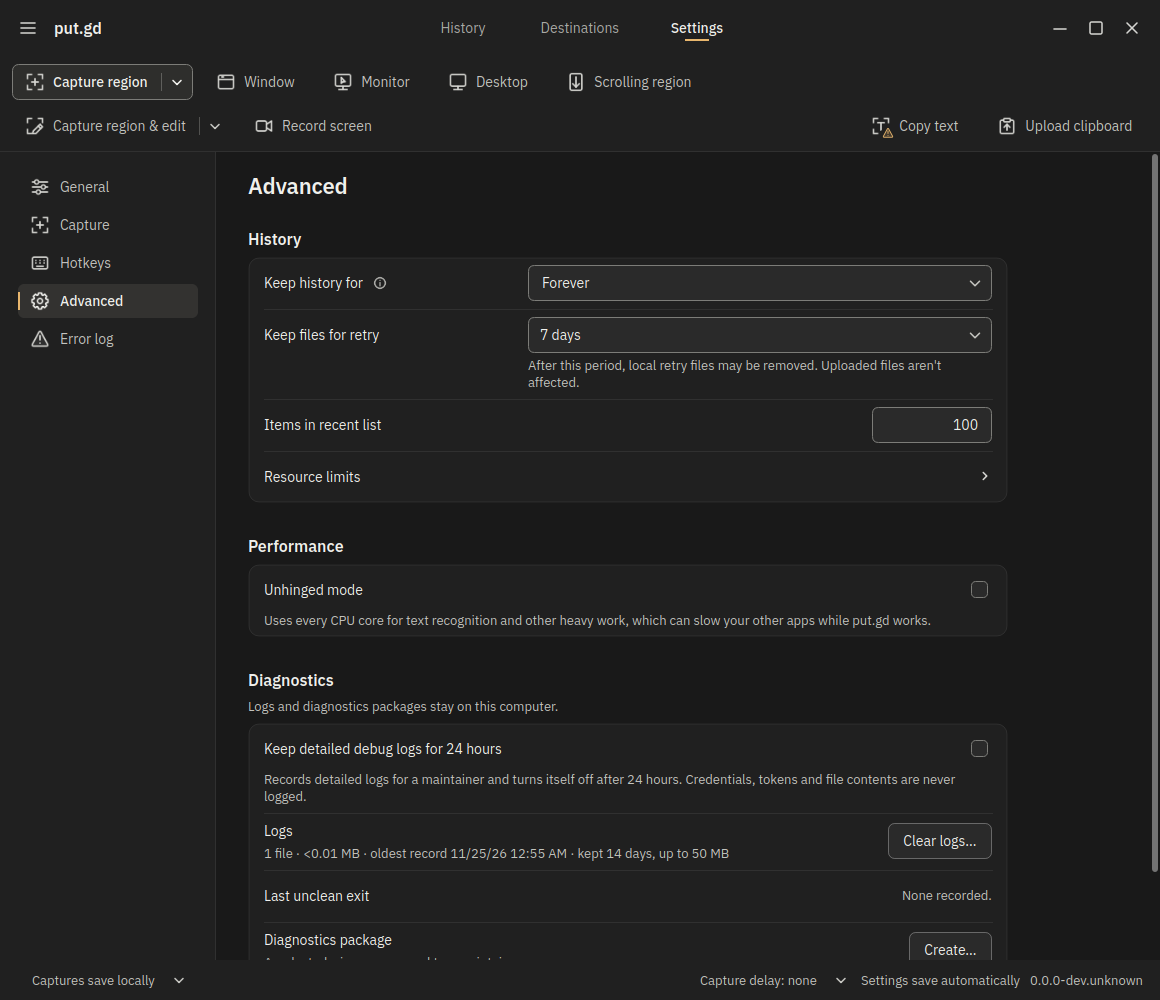 put.gd
History
Destinations
Settings
Capture region
Window
Monitor
Desktop
Scrolling region
Capture region & edit
Record screen
Copy text
Upload clipboard
General
Capture
Hotkeys
Advanced
Error log
Advanced
History
Keep history for
Forever
Keep files for retry
7 days
After this period, local retry files may be removed. Uploaded files aren't
affected.
Items in recent list
100
Resource limits
Performance
Unhinged mode
Uses every CPU core for text recognition and other heavy work, which can slow your other apps while put.gd works.
Diagnostics
Logs and diagnostics packages stay on this computer.
Keep detailed debug logs for 24 hours
Records detailed logs for a maintainer and turns itself off after 24 hours. Credentials, tokens and file contents are never
logged.
Logs
1 file · <0.01 MB · oldest record 11/25/26 12:55 AM · kept 14 days, up to 50 MB
Clear logs...
Last unclean exit
None recorded.
Diagnostics package
Create...
Captures save locally
Capture delay: none
Settings save automatically
0.0.0-dev.unknown